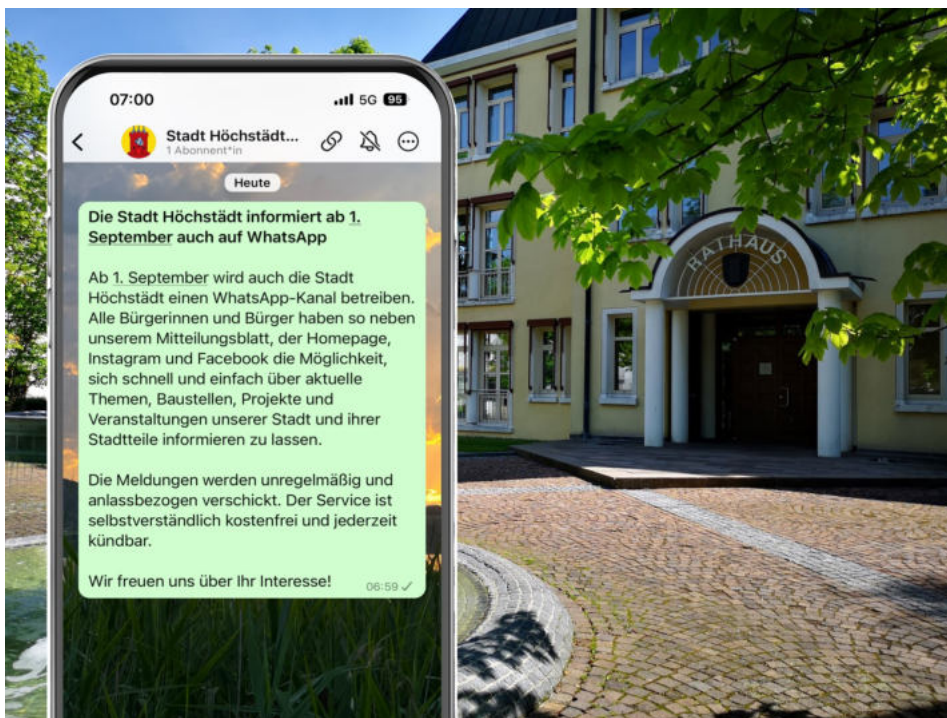 07:00
5G 95
Stadt Höchstädt...
1 Abonnent*in
Heute
Die Stadt Höchstädt informiert ab 1.
September auch auf WhatsApp
Ab 1. September wird auch die Stadt
Höchstädt einen WhatsApp-Kanal betreiben.
Alle Bürgerinnen und Bürger haben so neben
unserem Mitteilungsblatt, der Homepage,
Instagram und Facebook die Möglichkeit,
sich schnell und einfach über aktuelle
Themen, Baustellen, Projekte und
Veranstaltungen unserer Stadt und ihrer
Stadtteile informieren zu lassen.
Die Meldungen werden unregelmäßig und
anlassbezogen verschickt. Der Service ist
selbstverständlich kostenfrei und jederzeit
kündbar.
Wir freuen uns über Ihr Interesse!
06:59
RATHAUS